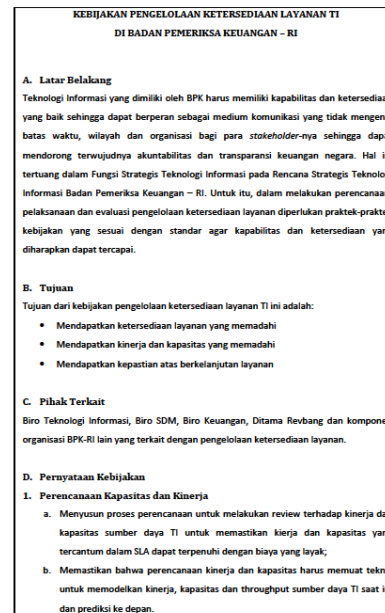 KEBIJAKAN PENGELOLAAN KETERSEDIAAN LAYANAN TI
DI BADAN PEMERIKSA KEUANGAN – RI
A. Latar Belakang
Teknologi Informasi yang dimiliki oleh BPK harus memiliki kapabilitas dan ketersediaa
yang baik sehingga dapat berperan sebagai medium komunikasi yang tidak mengen
batas waktu, wilayah dan organisasi bagi para stakeholder-nya sehingga dapa
mendorong terwujudnya akuntabilitas dan transparansi keuangan negara. Hal i
tertuang dalam Fungsi Strategis Teknologi Informasi pada Rencana Strategis Teknolo
Informasi Badan Pemeriksa Keuangan – RI. Untuk itu, dalam melakukan perencanaa
pelaksanaan dan evaluasi pengelolaan ketersediaan layanan diperlukan praktek-prakte
kebijakan yang sesuai dengan standar agar kapabilitas dan ketersediaan yan
diharapkan dapat tercapai.
B. Tujuan
Tujuan dari kebijakan pengelolaan ketersediaan layanan TI ini adalah:
• Mendapatkan ketersediaan layanan yang memadahi
• Mendapatkan kinerja dan kapasitas yang memadahi
• Mendapatkan kepastian atas berkelanjutan layanan
C. Pihak Terkait
Biro Teknologi Informasi, Biro SDM, Biro Keuangan, Ditama Revbang dan kompone
organisasi BPK-RI lain yang terkait dengan pengelolaan ketersediaan layanan.
D. Pernyataan Kebijakan
1. Perencanaan Kapasitas dan Kinerja
a. Menyusun proses perencanaan untuk melakukan review terhadap kinerja da
kapasitas sumber daya TI untuk memastikan kierja dan kapasitas yan
tercantum dalam SLA dapat terpenuhi dengan biaya yang layak;
b. Memastikan bahwa perencanaan kinerja dan kapasitas harus memuat tekn
untuk memodelkan kinerja, kapasitas dan throughput sumber daya TI saat i
dan prediksi ke depan.